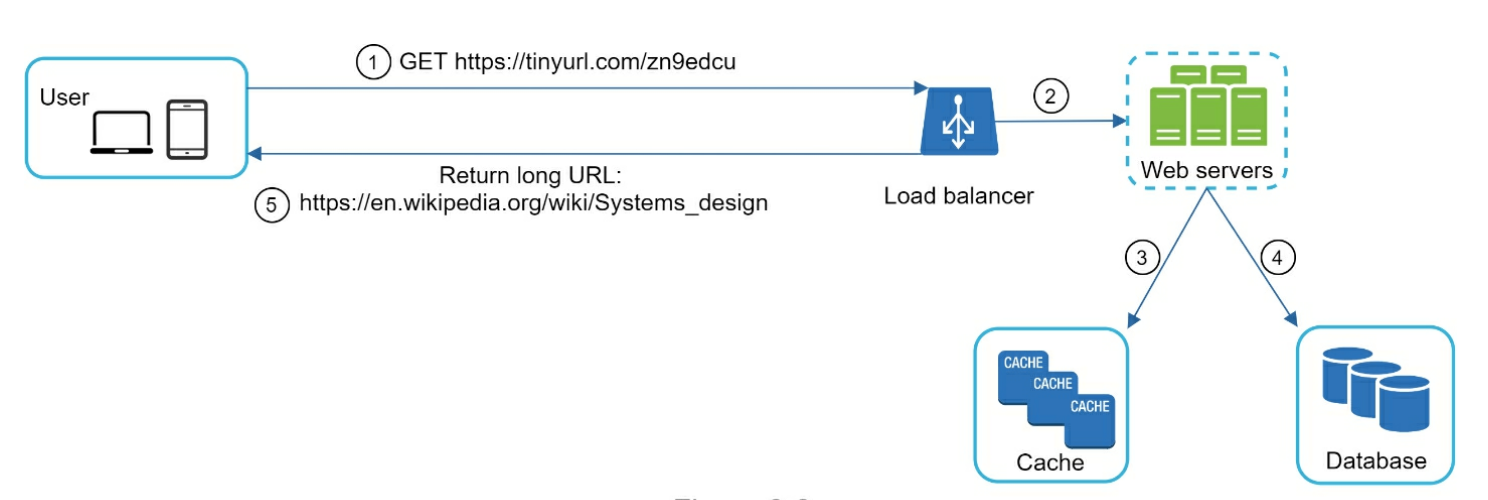 1 GET https://tinyurl.com/zn9edcu
User
2
Web servers
Return long URL:
5 https://en.wikipedia.org/wiki/Systems_design
Load balancer
3
4
CACHE
CACHE
CACHE
Cache
Database